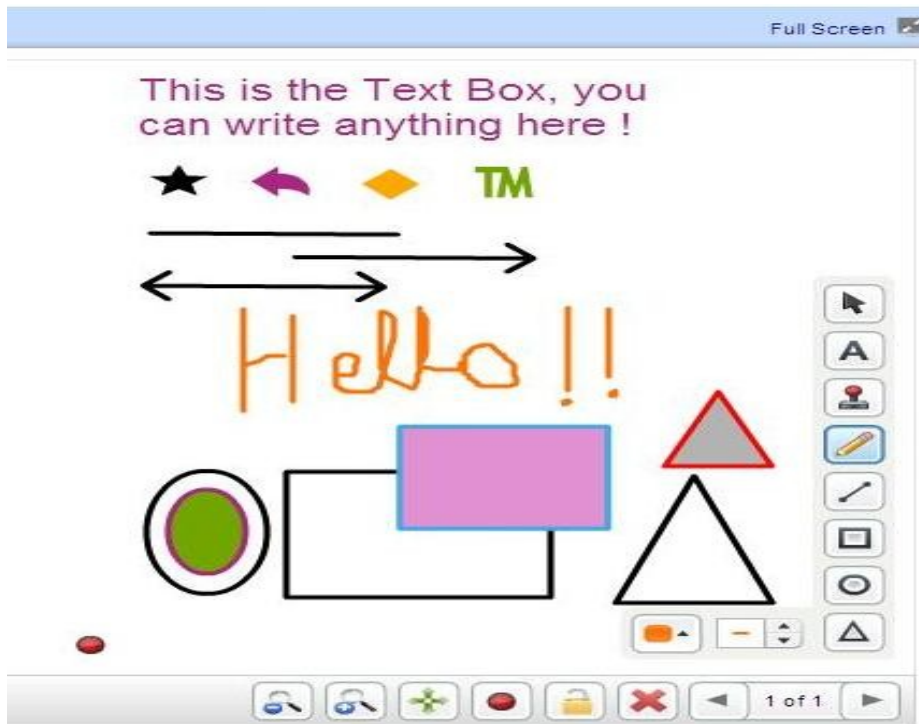 Full Screen
This is the Text Box, you
can write anything here !
TM
Hello!!
A
1 of 1